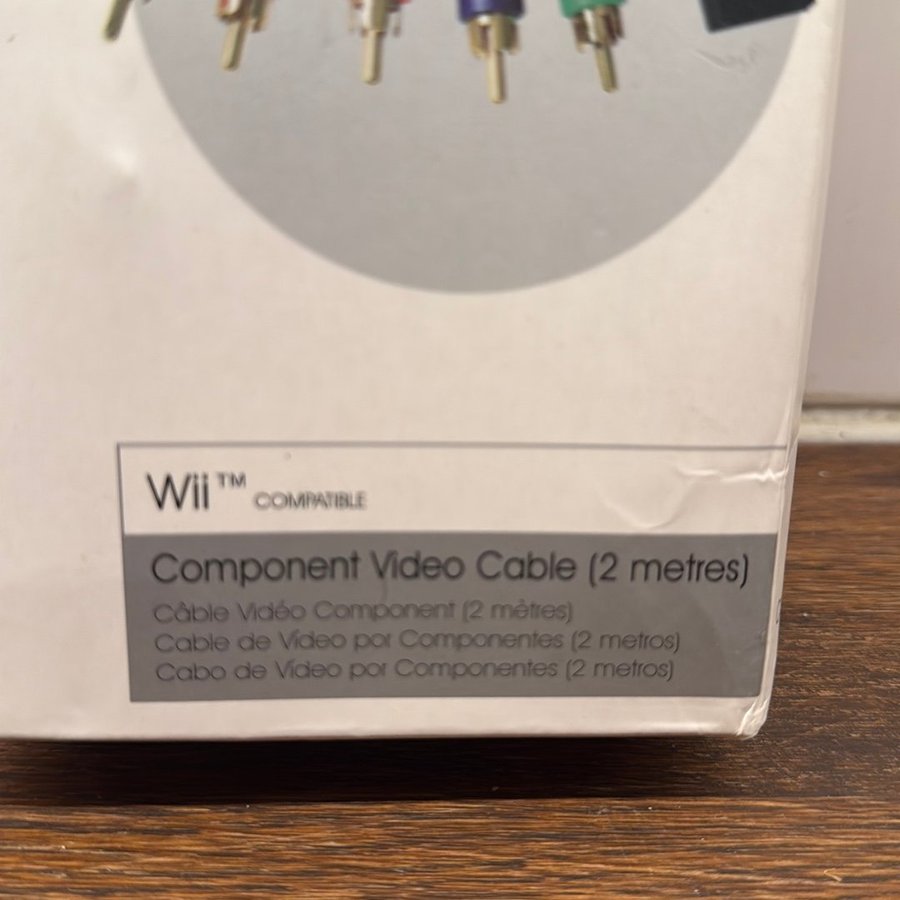 Wii™ COMPATIBLE
Component Video Cable (2 metres)
Câble Vidéo Component (2 mètres)
Cable de Vídeo por Componentes (2 metros)
Cabo de Vídeo por Componentes (2 metros)